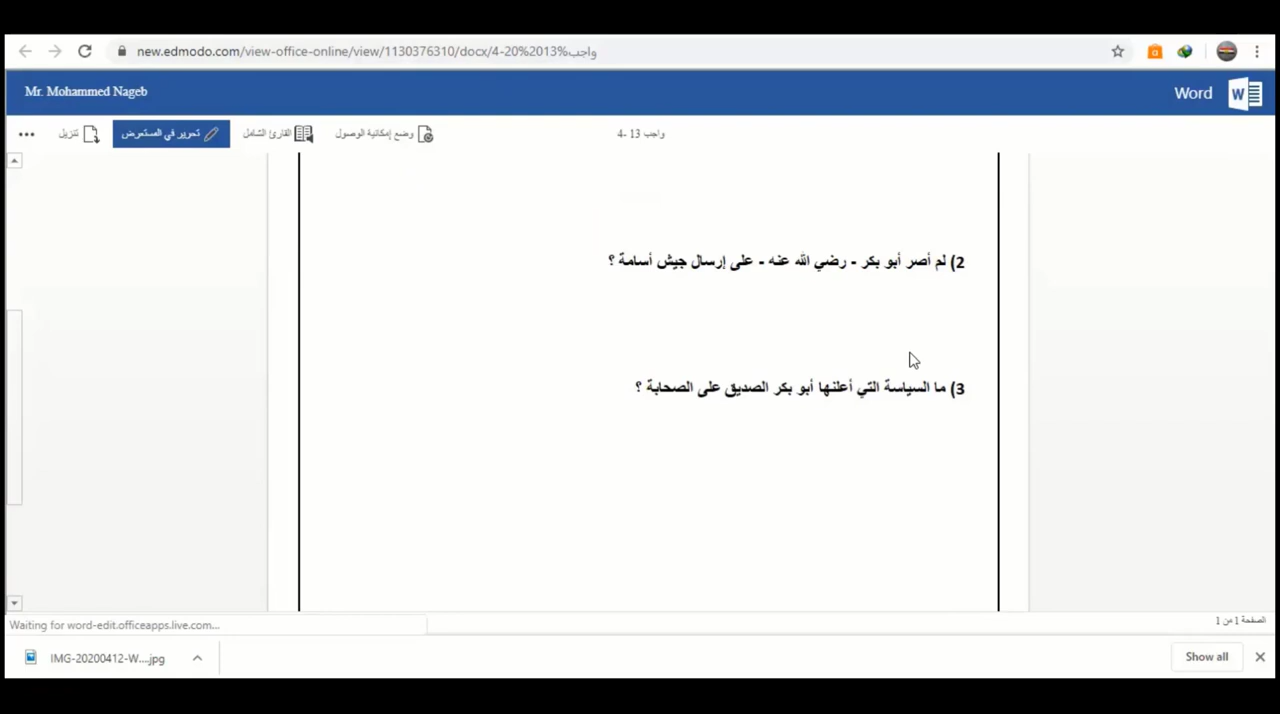 new.edmodo.com/view-office-online/view/1130376310/docx/4-20%2013%واجب
Mr. Mohammed Nageb
Word
واجب 13 -4
وضع إمكانية الوصول
القارئ الشامل
تحرير في المستعرض
تنزيل
2) لم أصر أبو بكر - رضي الله عنه - على إرسال جيش أسامة ؟
3) ما السياسة التي أعلنها أبو بكر الصديق على الصحابة ؟
الصفحة 1 من 1
Waiting for word-edit.officeapps.live.com...
IMG-20200412-W....jpg
Show all